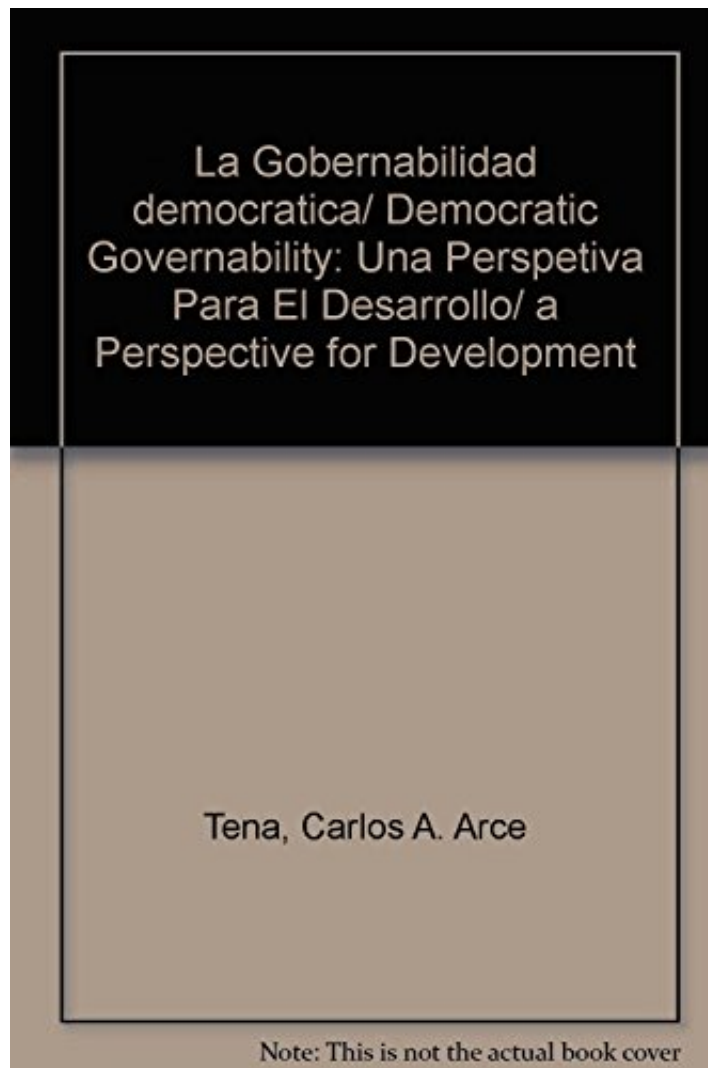 La Gobernabilidad
democratica/ Democratic
Governability: Una Perspetiva
Para El Desarrollo/ a
Perspective for Development
Tena, Carlos A. Arce
Note: This is not the actual book cover